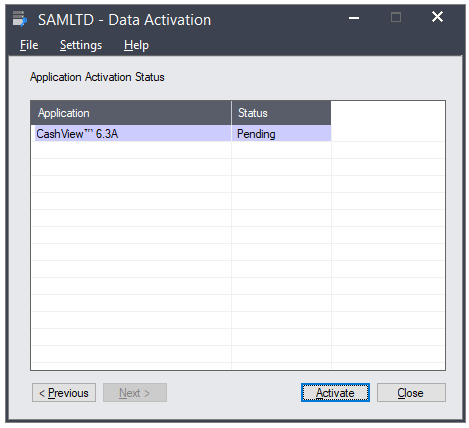 SAMLTD - Data Activation
File Settings Help
Application Activation Status
Application Status
CashView™ 6.3A Pending
< Previous Next > Activate Close